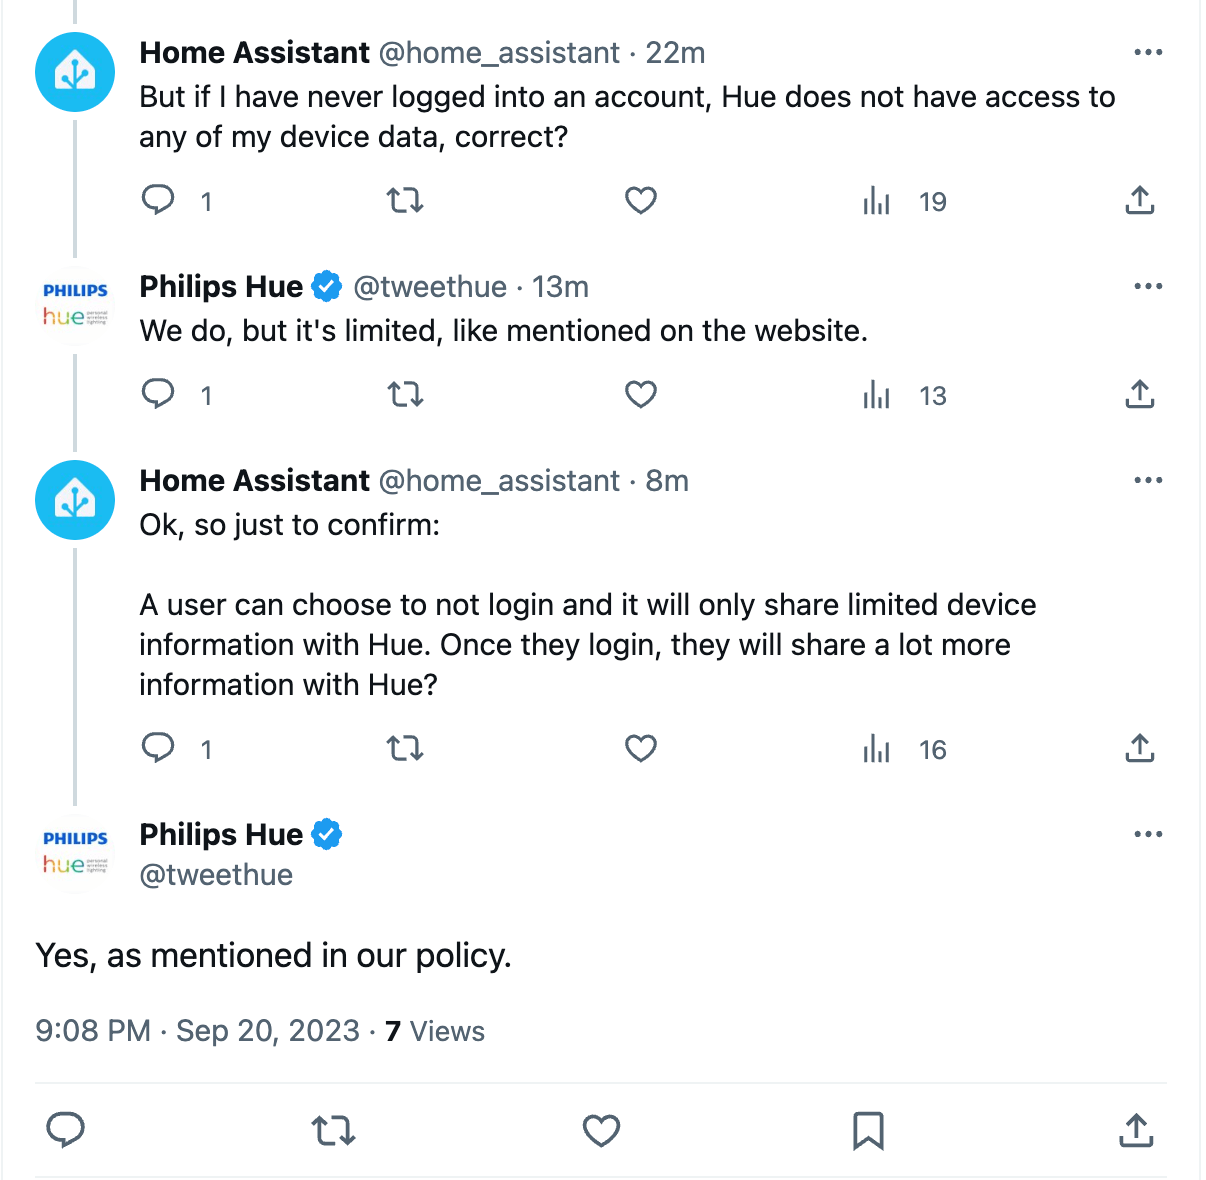 Home Assistant @home_assistant · 22m
But if I have never logged into an account, Hue does not have access to
any of my device data, correct?
1 19
PHILIPS
hue personal wireless lighting
Philips Hue @tweethue · 13m
We do, but it's limited, like mentioned on the website.
1 13
Home Assistant @home_assistant · 8m
Ok, so just to confirm:
A user can choose to not login and it will only share limited device
information with Hue. Once they login, they will share a lot more
information with Hue?
1 16
PHILIPS
hue personal wireless lighting
Philips Hue
@tweethue
Yes, as mentioned in our policy.
9:08 PM · Sep 20, 2023 · 7 Views